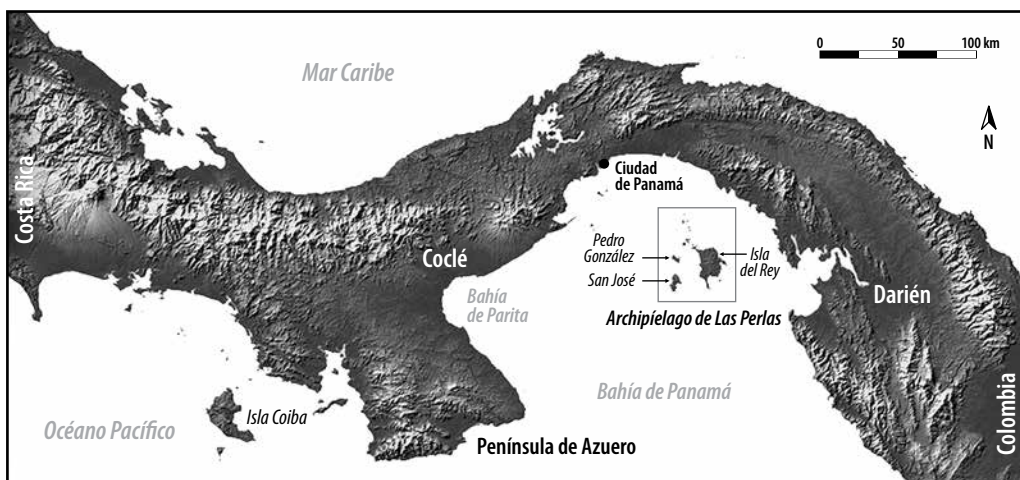 Mar Caribe
0 50 100 km
N
Costa Rica
Ciudad
de Panamá
Pedro
González
Isla
del Rey
San José
Coclé
Bahía
de Parita
Darién
Archipíelago de Las Perlas
Bahía de Panamá
Isla Coiba
Océano Pacífico
Península de Azuero
Colombia